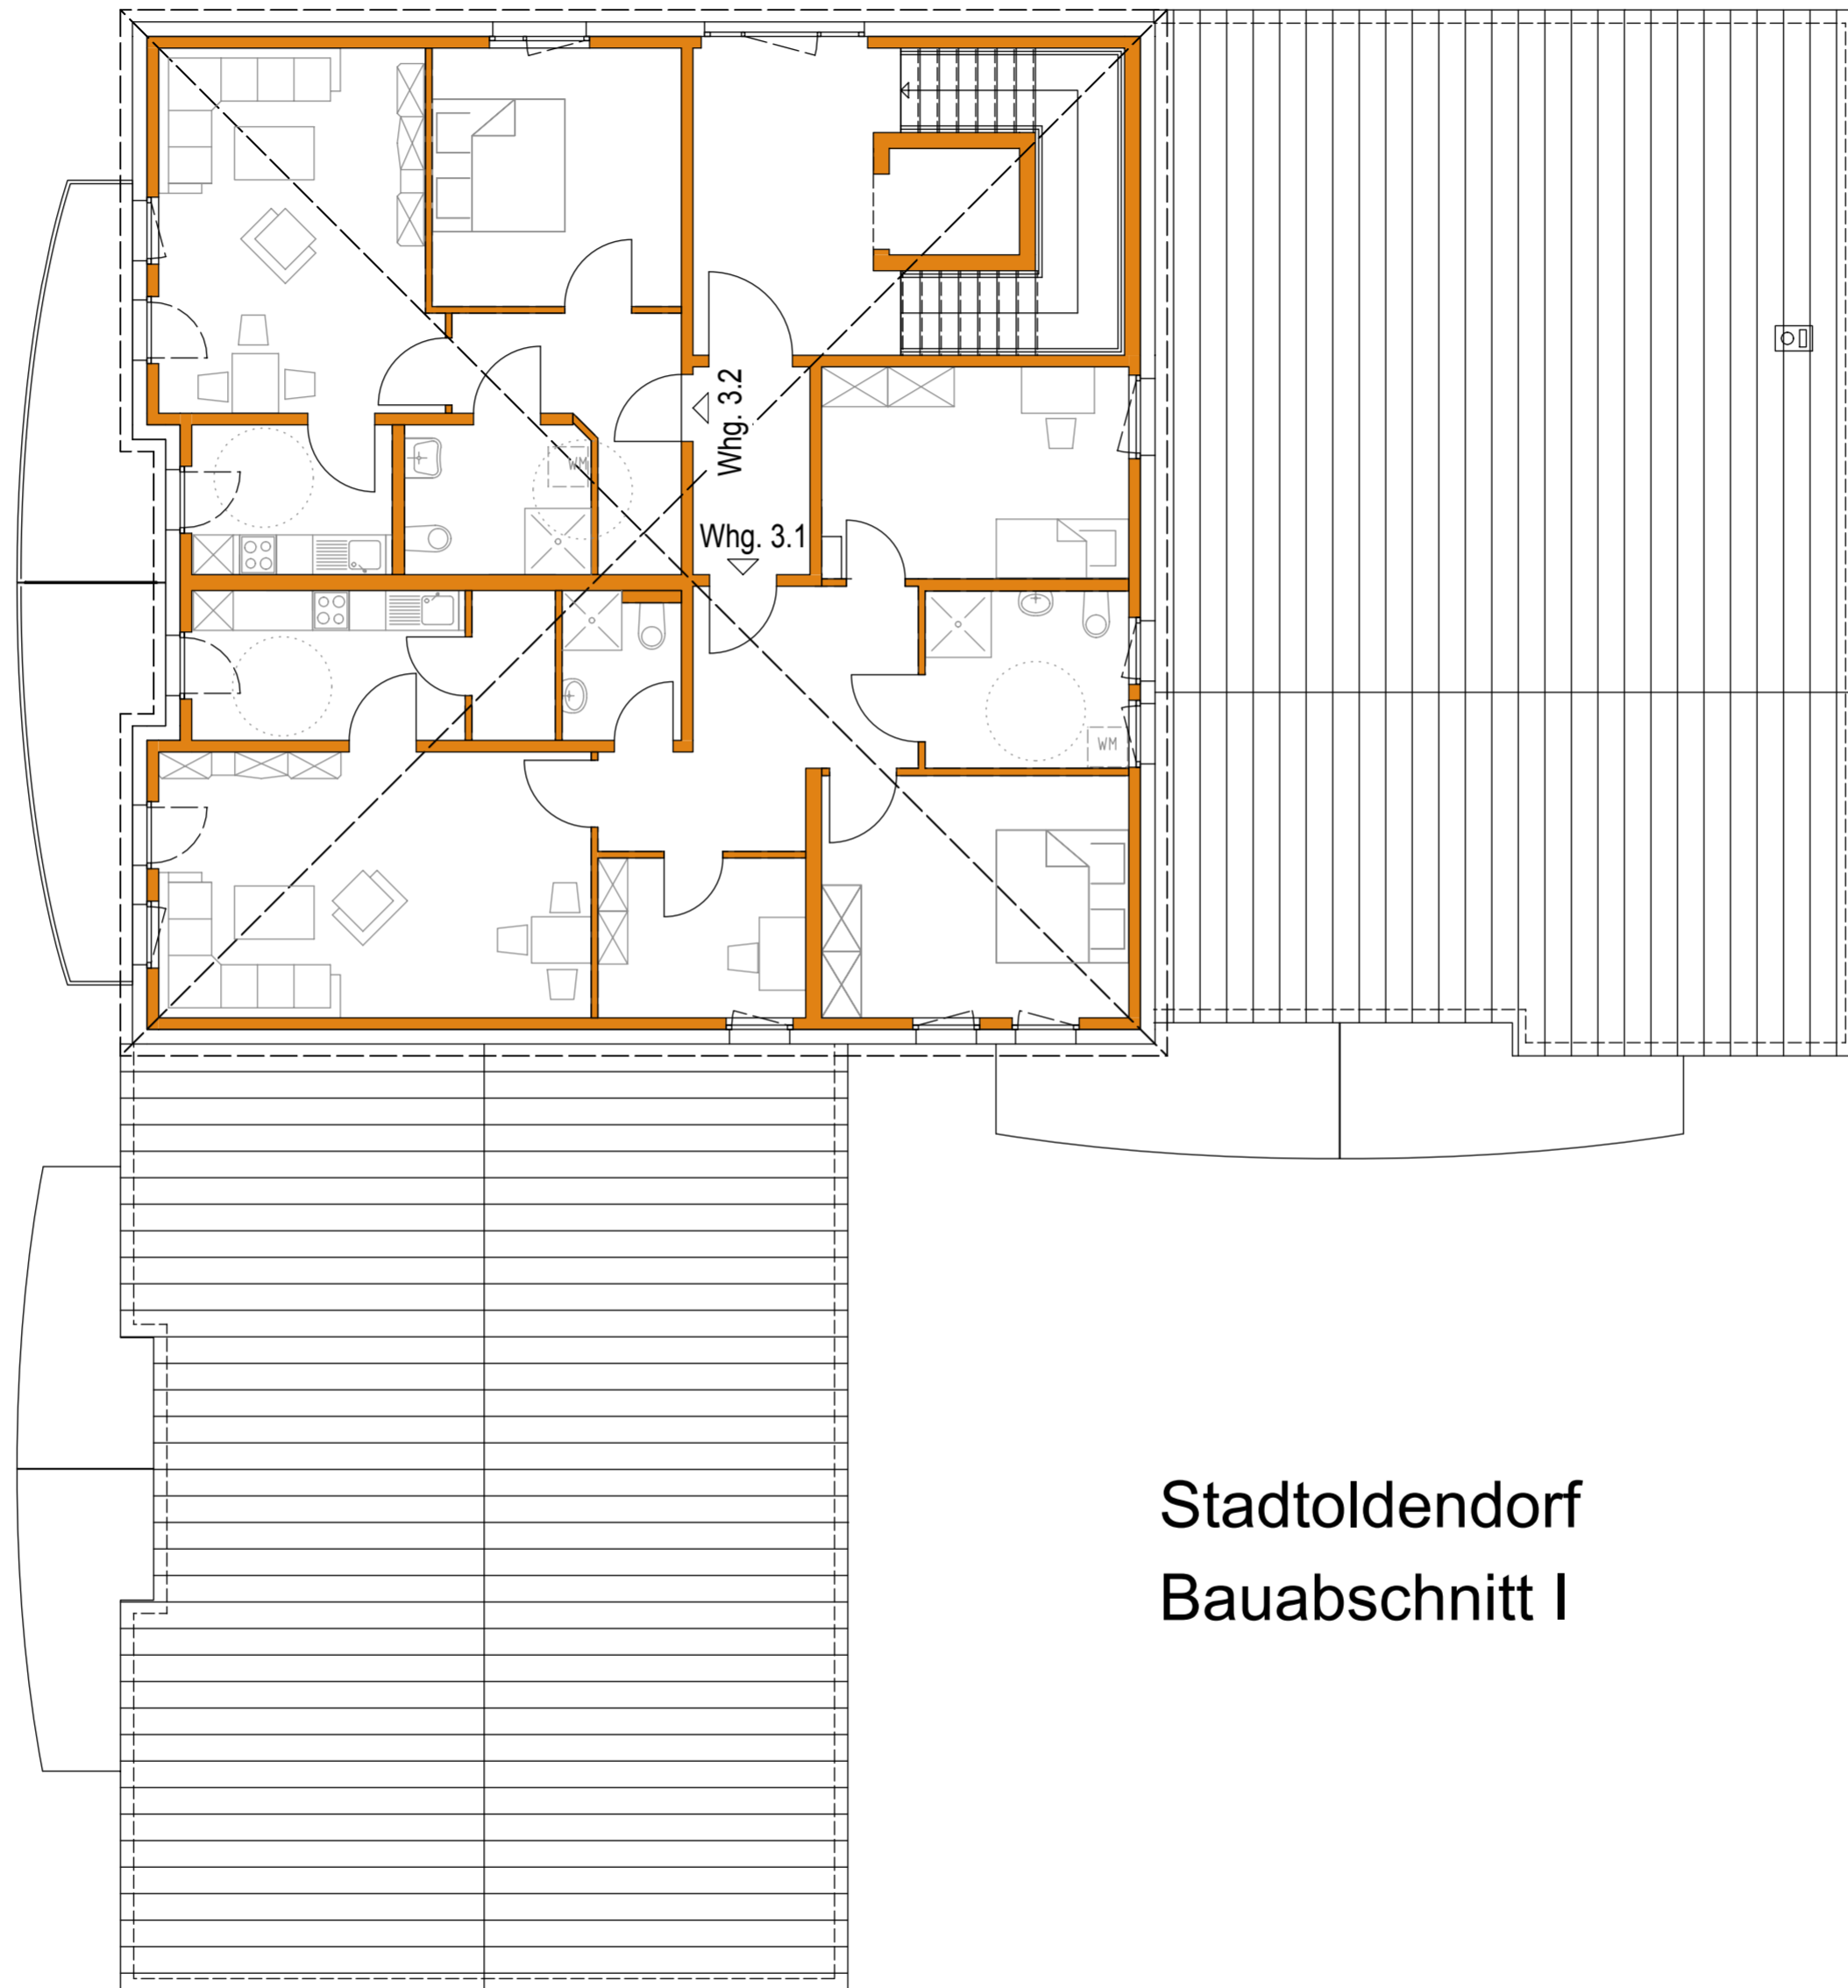 Whg. 3.2
WM
Whg. 3.1
WM
Stadtoldendorf
Bauabschnitt I